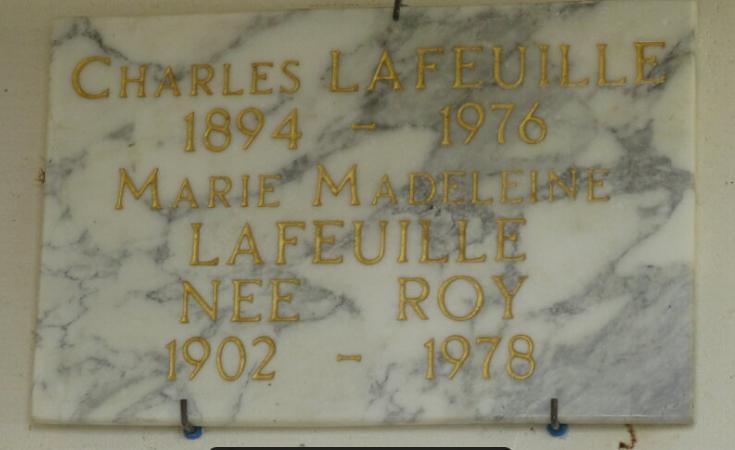 CHARLES LAFEUILLE
1894 - 1976
MARIE MADELEINE
LAFEUILLE
NEE ROY
1902 - 1978